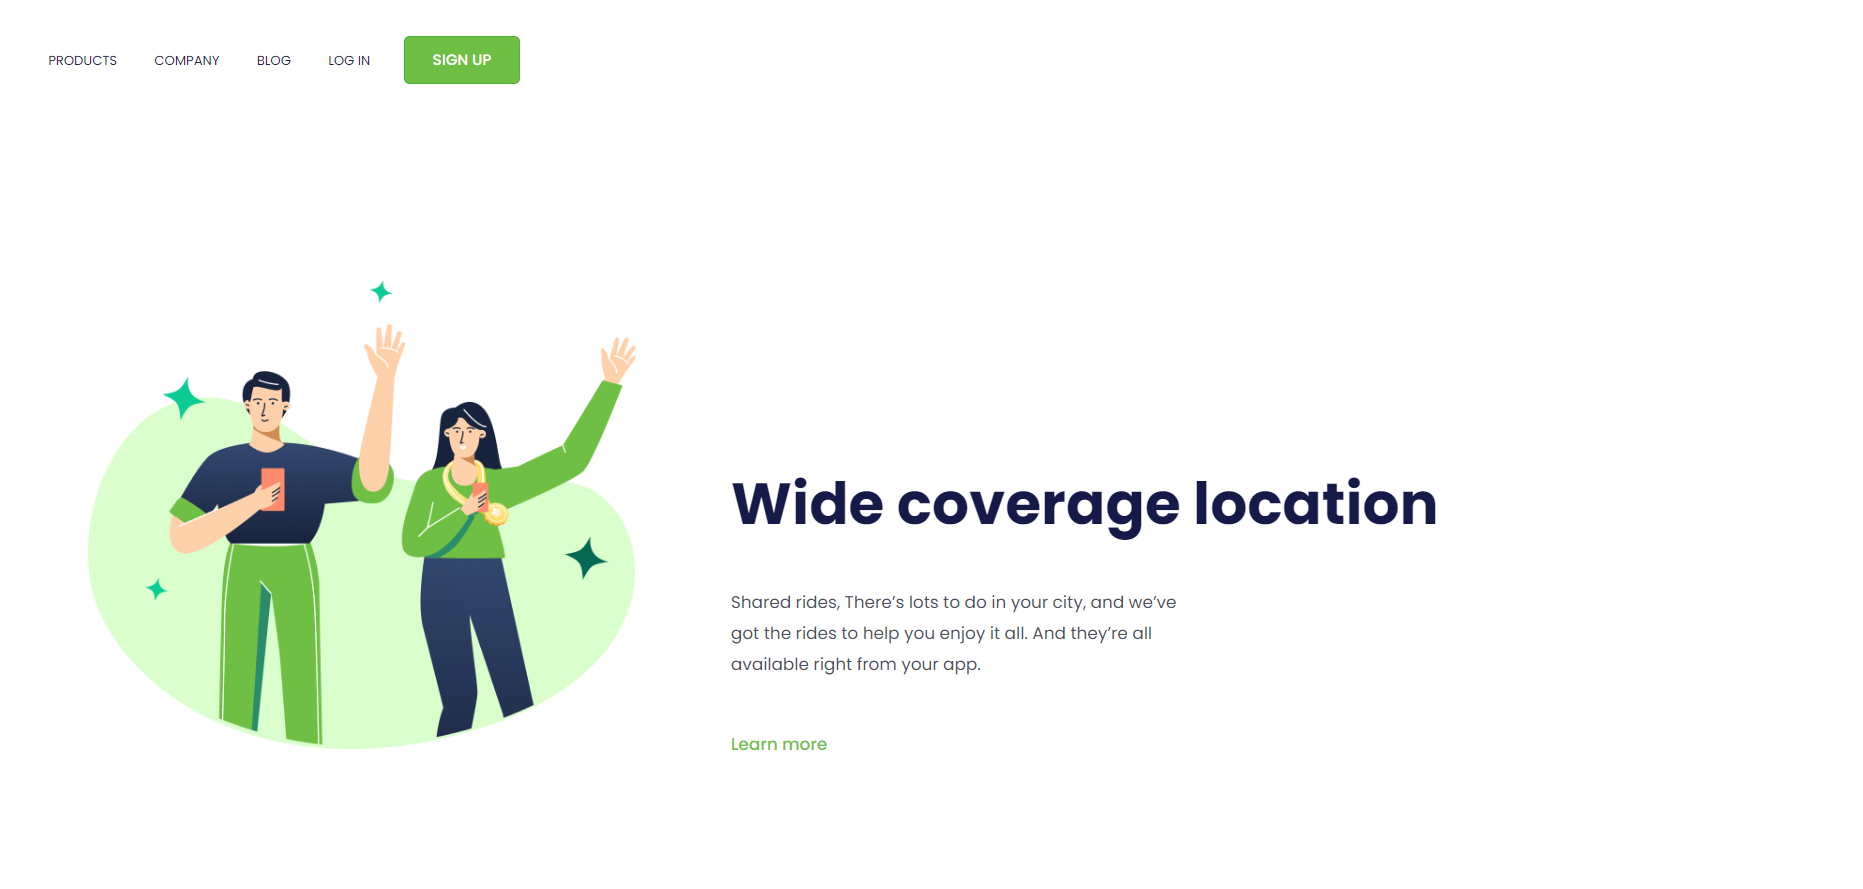 PRODUCTS COMPANY BLOG LOG IN SIGN UP
Wide coverage location
Shared rides, There’s lots to do in your city, and we’ve
got the rides to help you enjoy it all. And they’re all
available right from your app.
Learn more